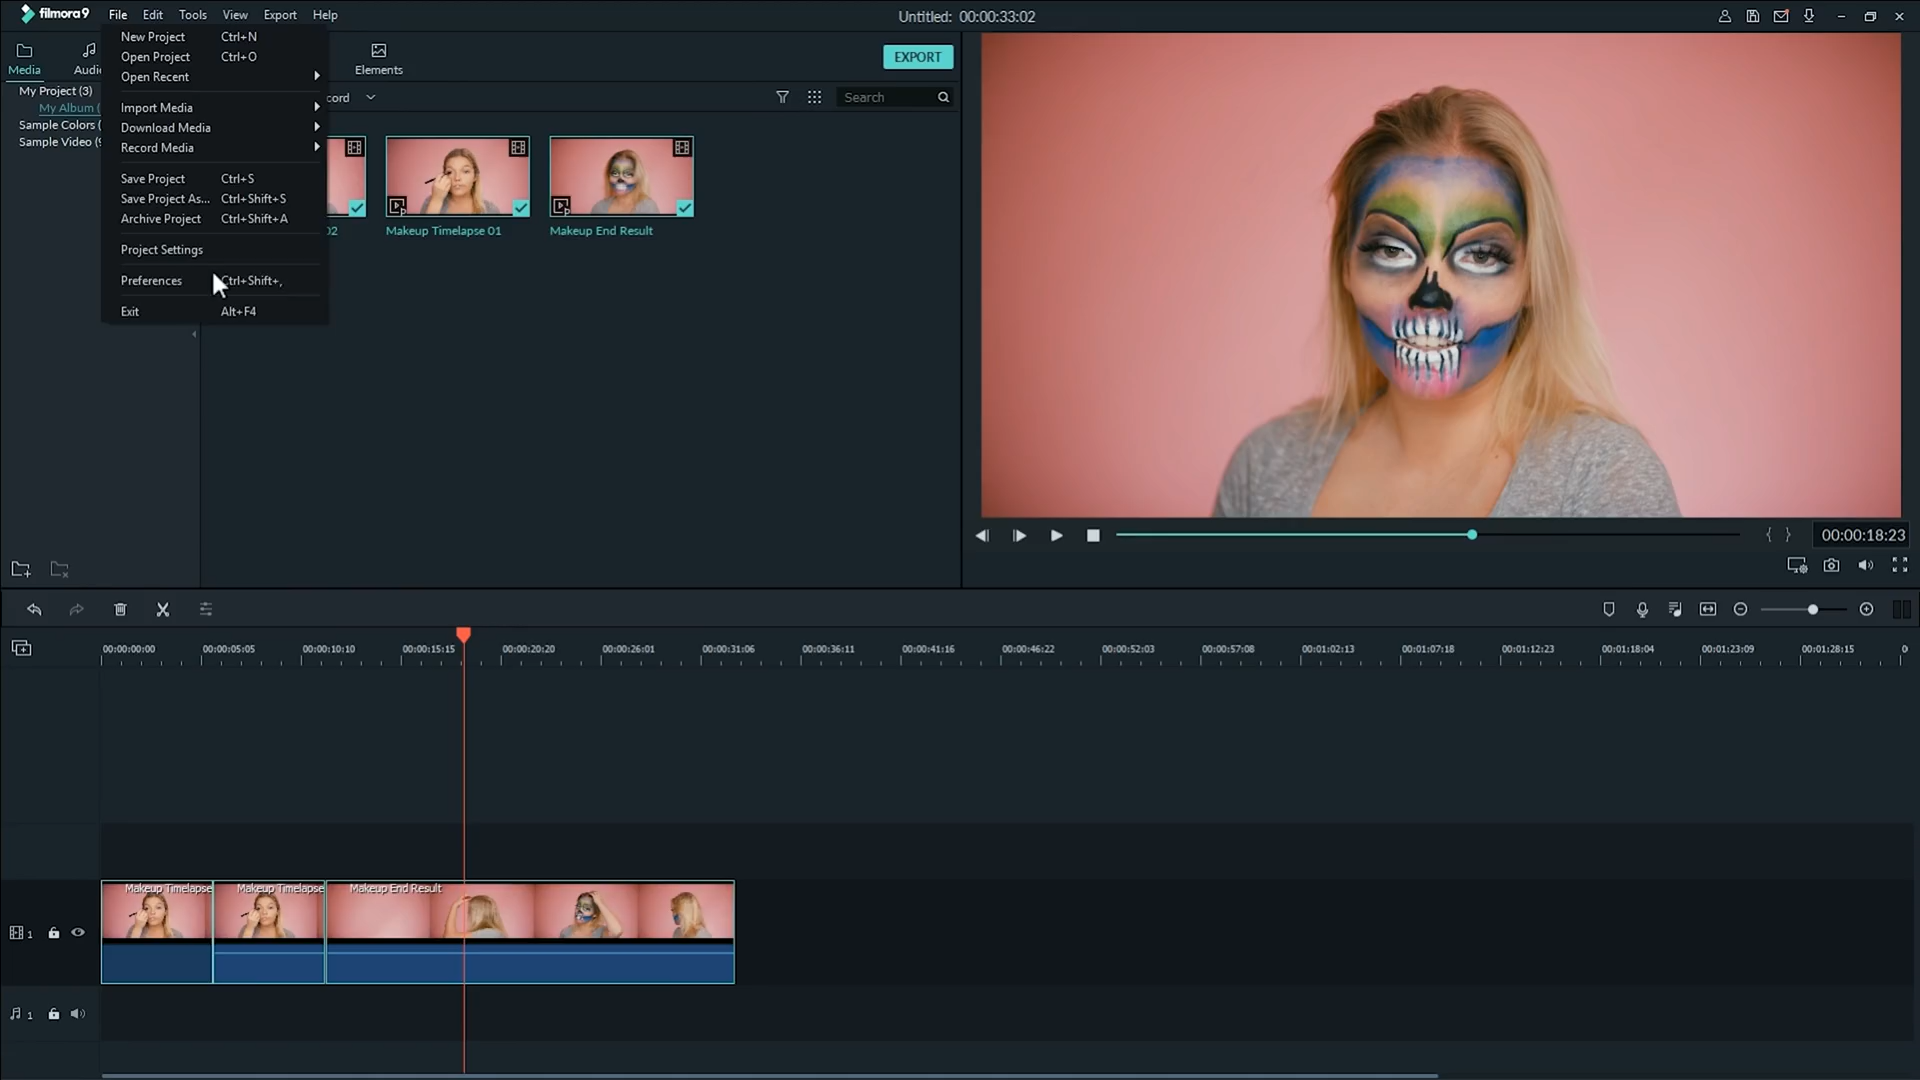 filmora9 File Edit Tools View Export Help
Untitled: 00:00:33:02
New Project Ctrl+N
Open Project Ctrl+O
Open Recent
Import Media
Download Media
Record Media
Save Project Ctrl+S
Save Project As... Ctrl+Shift+S
Archive Project Ctrl+Shift+A
Project Settings
Preferences Ctrl+Shift+,
Exit Alt+F4
Media
Audio
Elements
EXPORT
My Project (3)
My Album (
Sample Colors (
Sample Video (9
cord
Search
02
Makeup Timelapse 01
Makeup End Result
00:00:18:23
00:00:00:00 00:00:05:05 00:00:10:10 00:00:15:15 00:00:20:20 00:00:26:01 00:00:31:06 00:00:36:11 00:00:41:16 00:00:46:22 00:00:52:03 00:00:57:08 00:01:02:13 00:01:07:18 00:01:12:23 00:01:18:04 00:01:23:09 00:01:28:15 0
Makeup Timelapse
Makeup Timelapse
Makeup End Result
1
1